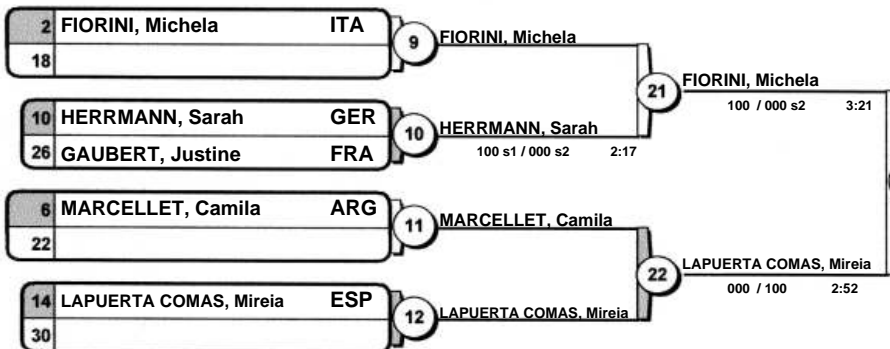 2 FIORINI, Michela ITA
18
9
FIORINI, Michela
10 HERRMANN, Sarah GER
26 GAUBERT, Justine FRA
10
HERRMANN, Sarah
100 s1 / 000 s2 2:17
21
FIORINI, Michela
100 / 000 s2 3:21
6 MARCELLET, Camila ARG
22
11
MARCELLET, Camila
14 LAPUERTA COMAS, Mireia ESP
30
12
LAPUERTA COMAS, Mireia
22
LAPUERTA COMAS, Mireia
000 / 100 2:52